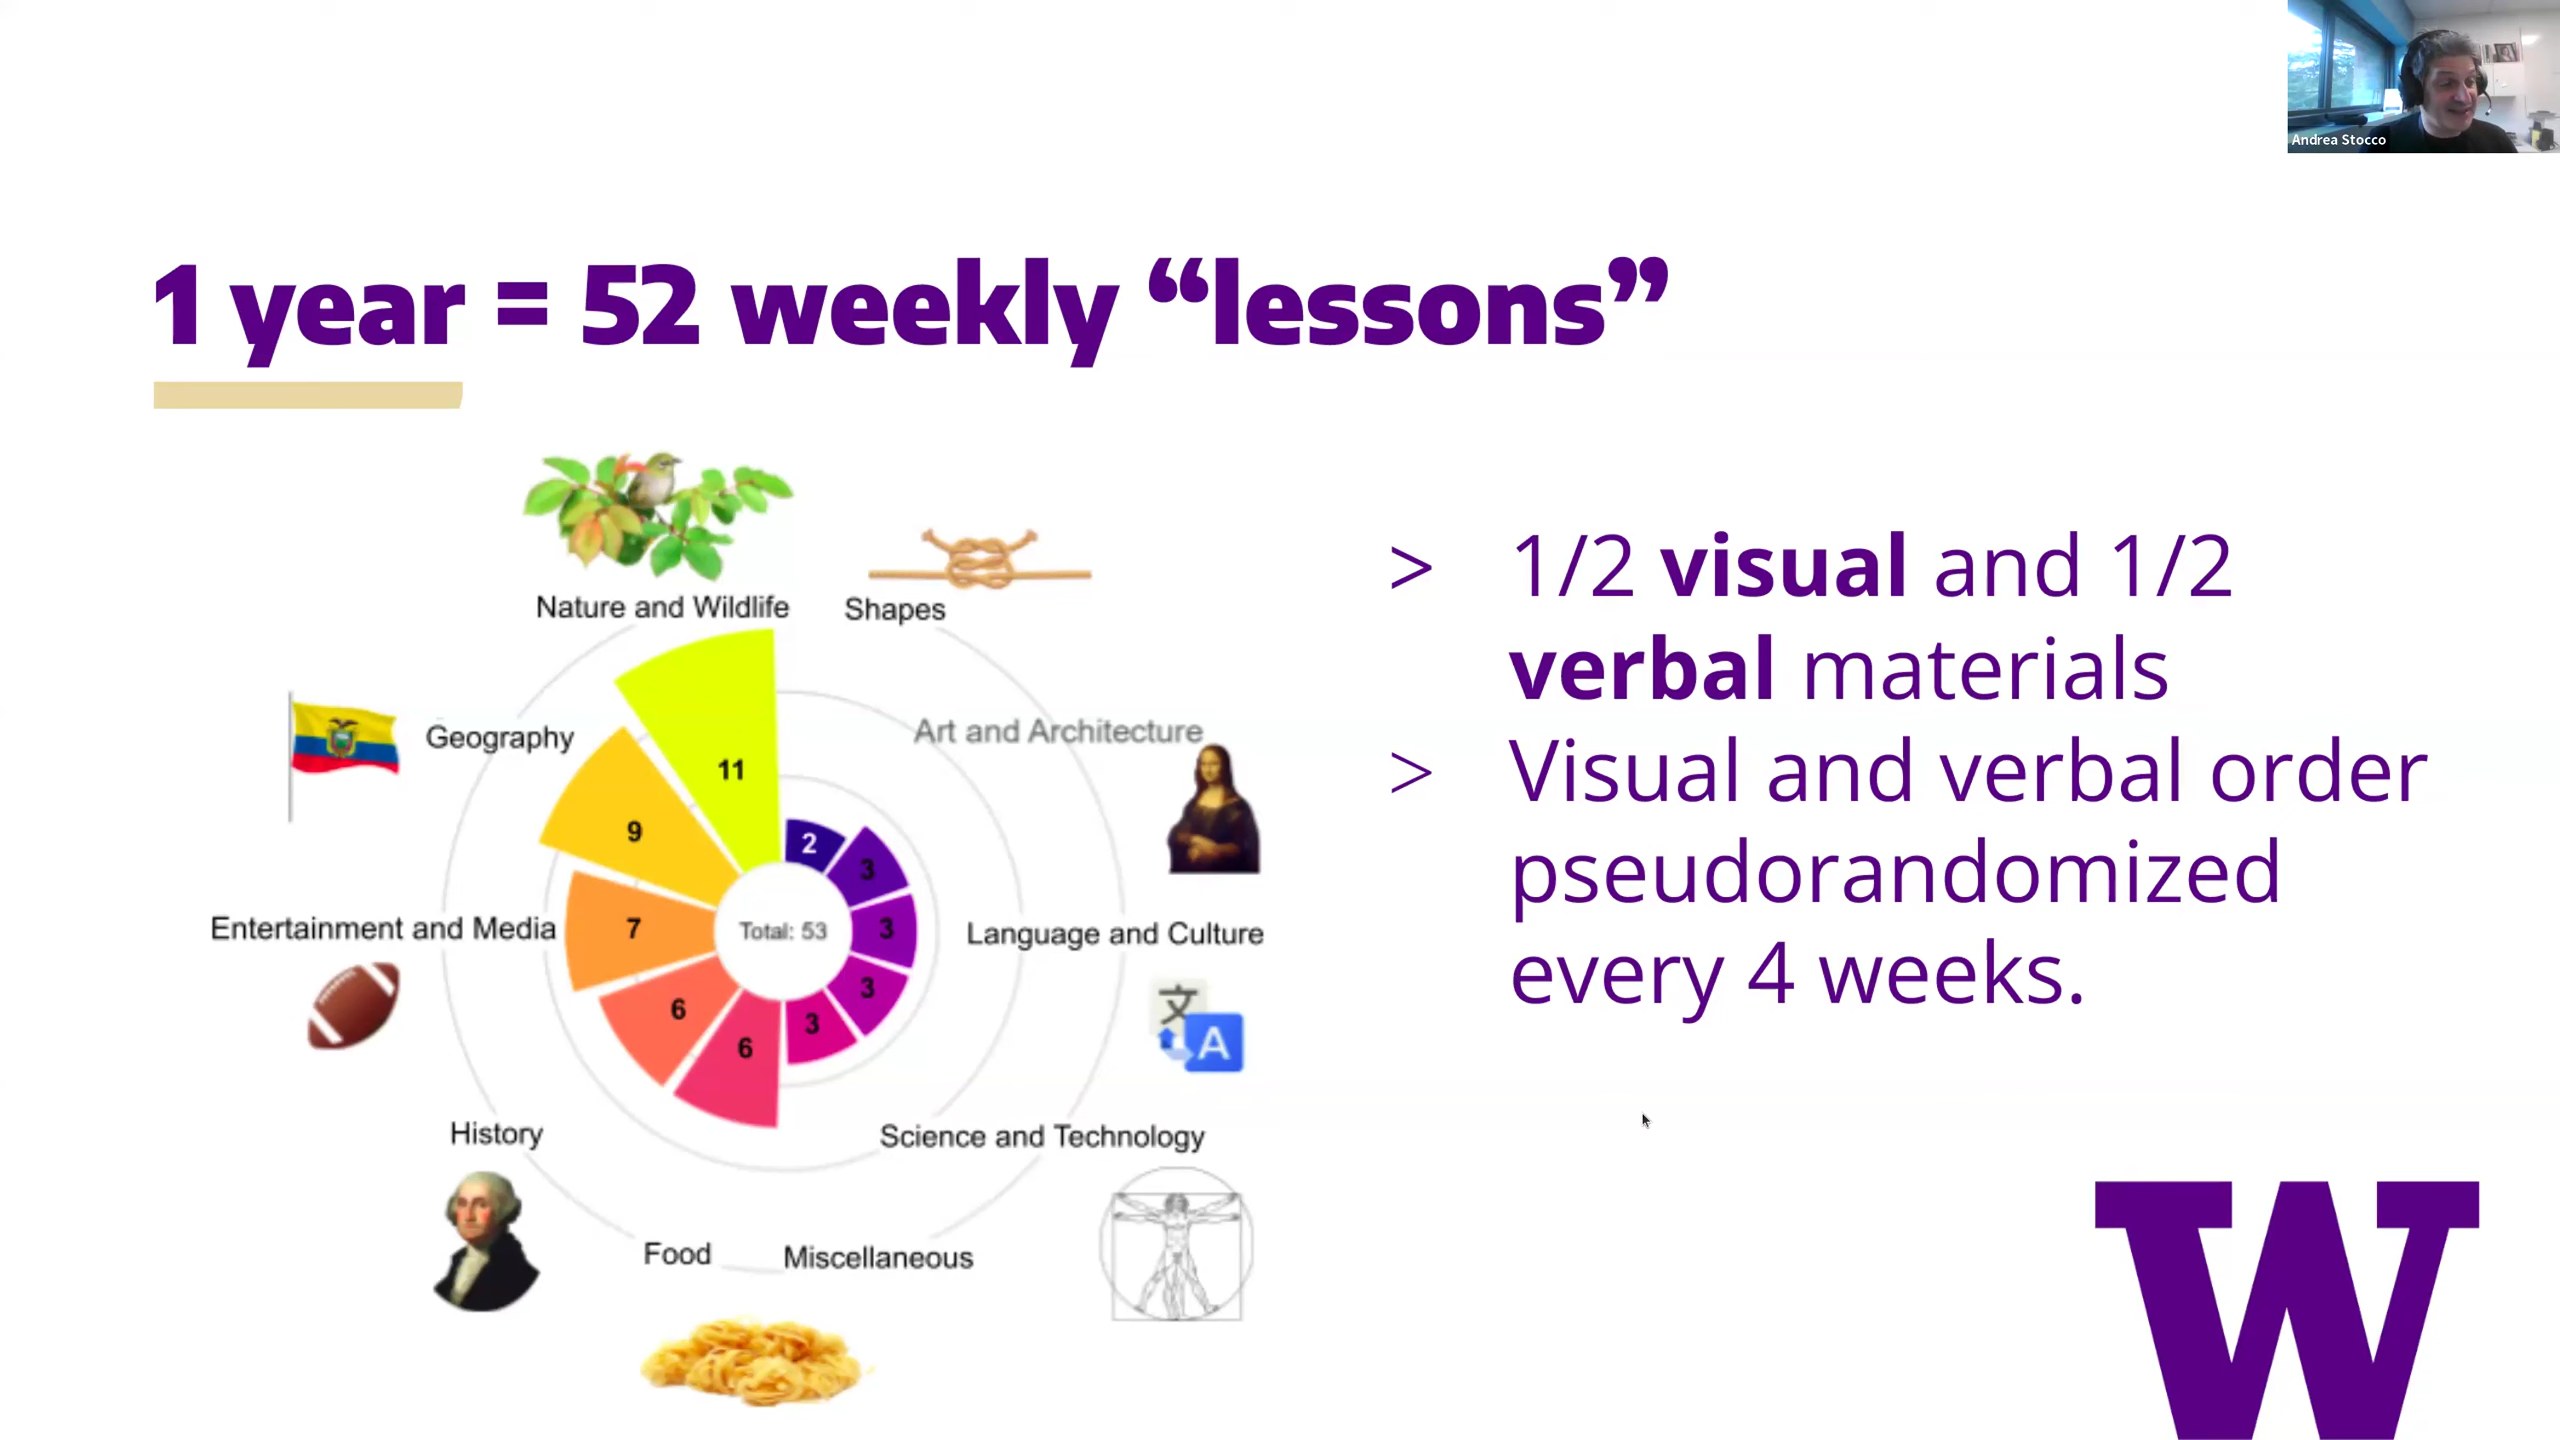 Andrea Stocco
1 year = 52 weekly “lessons”
Nature and Wildlife
Shapes
Geography
Art and Architecture
11
9
2
3
Entertainment and Media
7
Total: 53
3
Language and Culture
6
3
3
6
文
A
History
Science and Technology
Food
Miscellaneous
> 1/2 visual and 1/2
verbal materials
> Visual and verbal order
pseudorandomized
every 4 weeks.
W